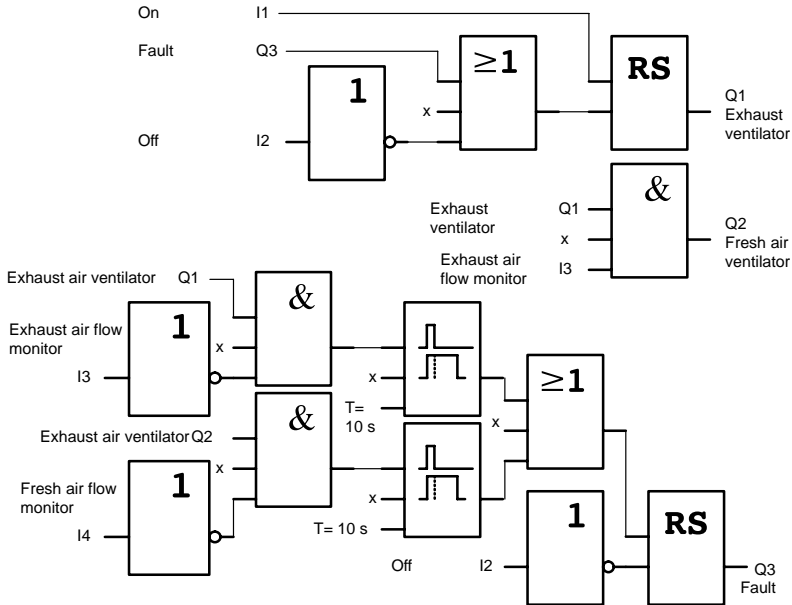 On I1
Fault Q3
≥1
RS
1
x
Off I2
Q1
Exhaust
ventilator
&
Exhaust
ventilator
Q1
x
Exhaust air
flow monitor
I3
Q2
Fresh air
ventilator
Exhaust air ventilator Q1
&
1
Exhaust air flow
monitor
x
I3
x
T=
10 s
≥1
x
&
Exhaust air ventilator Q2
1
x
Fresh air flow
monitor
I4
x
T= 10 s
1
RS
Off I2
Q3
Fault